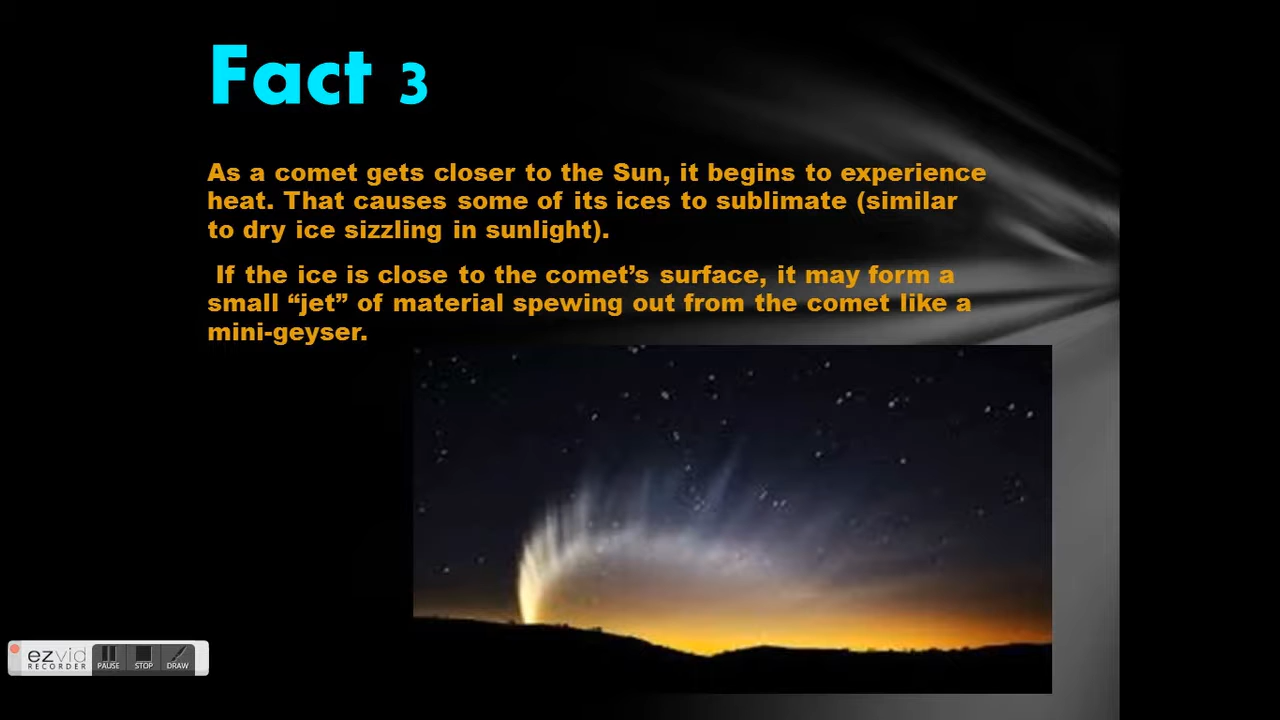 Fact 3
As a comet gets closer to the Sun, it begins to experience
heat. That causes some of its ices to sublimate (similar
to dry ice sizzling in sunlight).
If the ice is close to the comet’s surface, it may form a
small “jet” of material spewing out from the comet like a
mini-geyser.
ezvid
RECORDER
PAUSE STOP DRAW